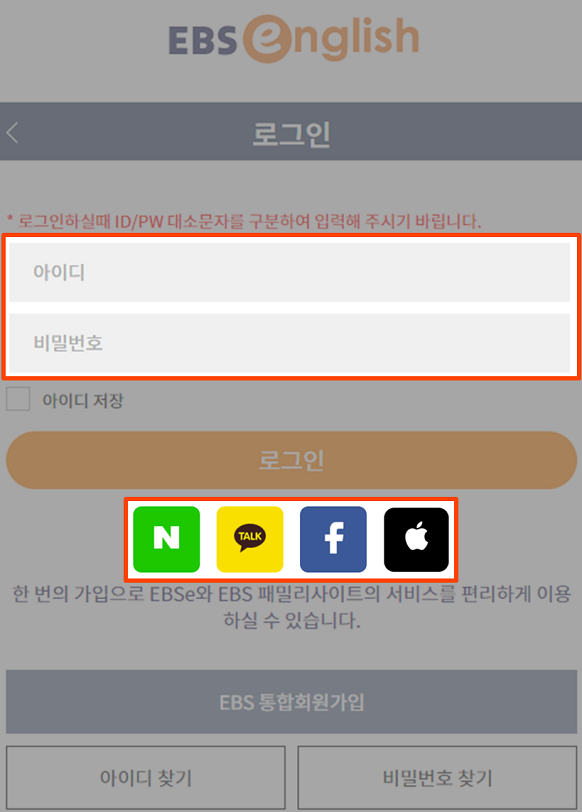 EBS english
로그인
* 로그인하실때 ID/PW 대소문자를 구분하여 입력해 주시기 바랍니다.
아이디
비밀번호
아이디 저장
로그인
N TALK f
한 번의 가입으로 EBSe와 EBS 패밀리사이트의 서비스를 편리하게 이용
하실 수 있습니다.
EBS 통합회원가입
아이디 찾기 비밀번호 찾기